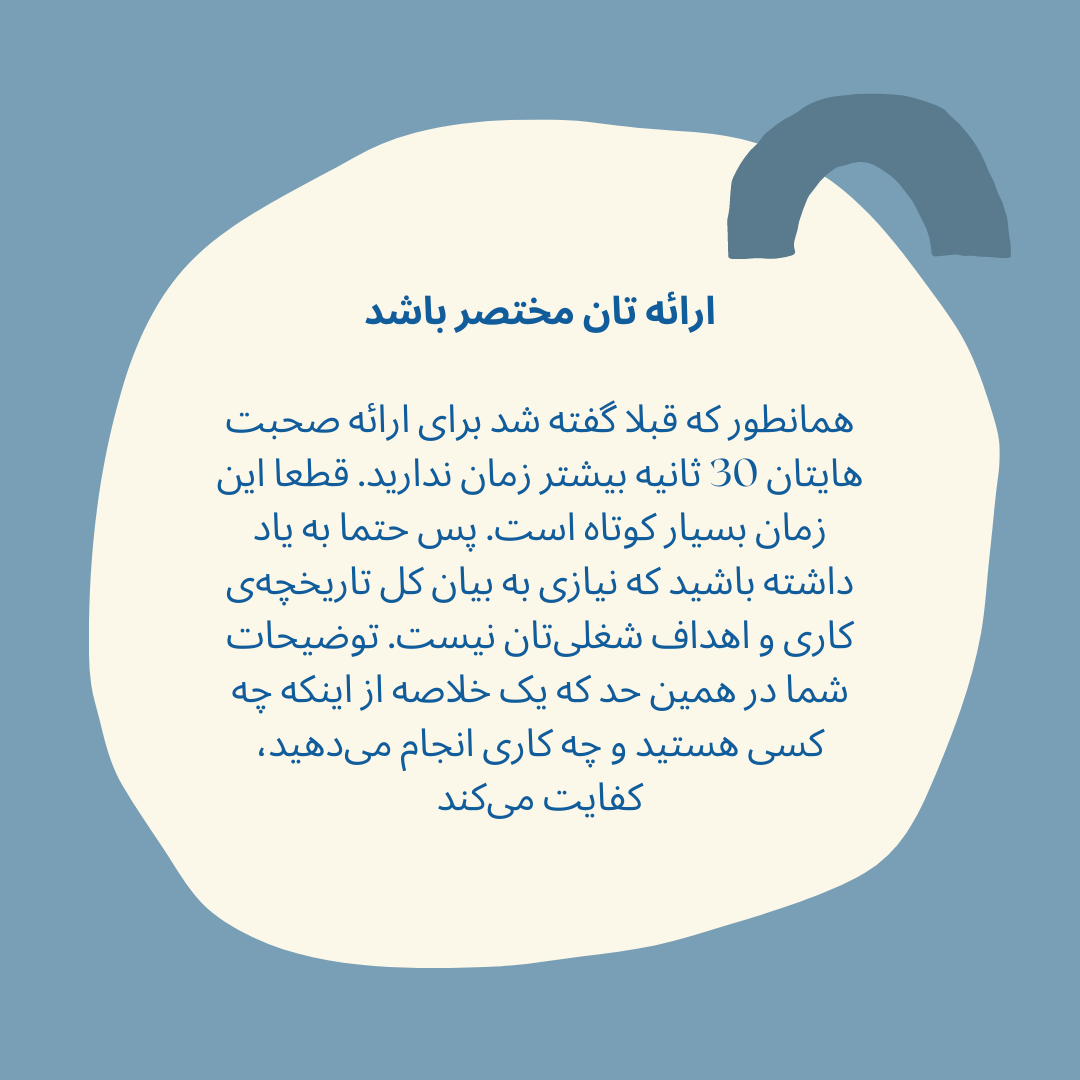 ارائه تان مختصر باشد
همانطور که قبلا گفته شد برای ارائه صحبت
هایتان 30 ثانیه بیشتر زمان ندارید. قطعا این
زمان بسیار کوتاه است. پس حتما به یاد
داشته باشید که نیازی به بیان کل تاریخچه‌ی
کاری و اهداف شغلی‌تان نیست. توضیحات
شما در همین حد که یک خلاصه از اینکه چه
کسی هستید و چه کاری انجام می‌دهید،
کفایت می‌کند